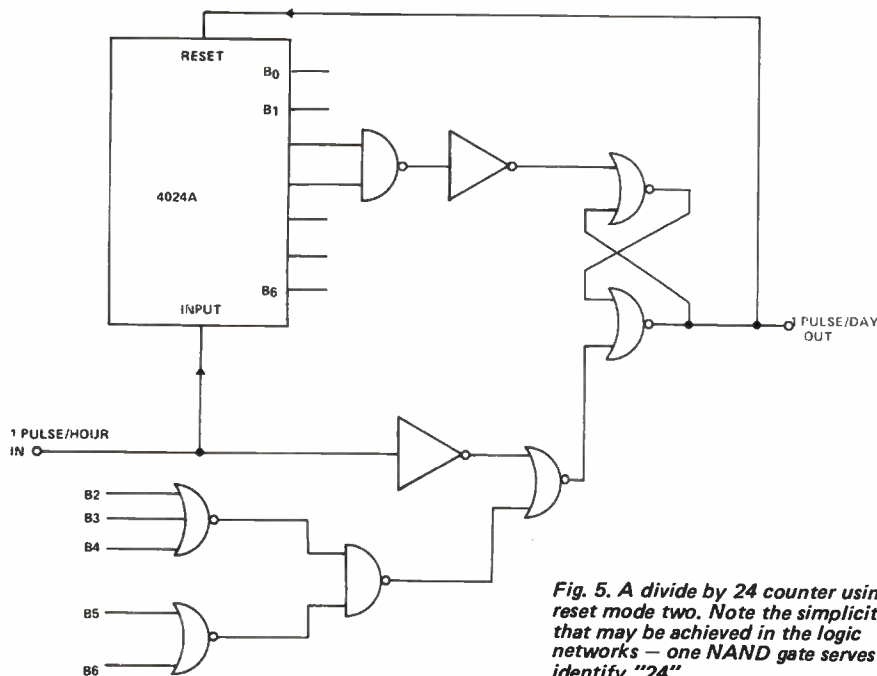 RESET
B0
B1
4024A
B6
INPUT
1 PULSE/DAY
OUT
1 PULSE/HOUR
IN
B2
B3
B4
B5
B6
Fig. 5. A divide by 24 counter usin
reset mode two. Note the simplicit
that may be achieved in the logic
networks — one NAND gate serves
identify "24"